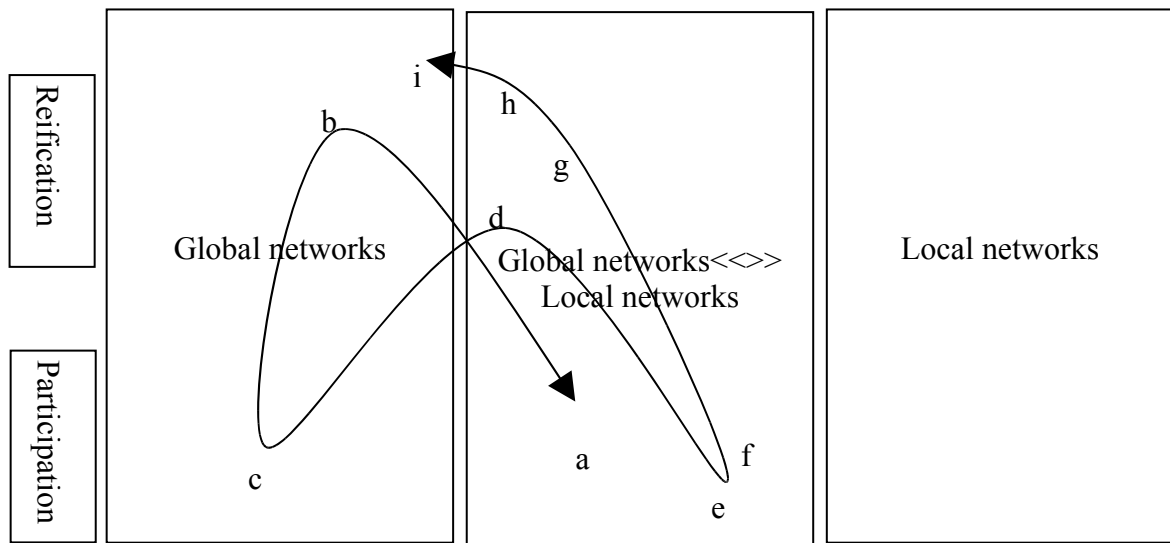 Reification
Participation
i
h
b
g
d
Global networks
Global networks<<>>
Local networks
Local networks
c
a
f
e